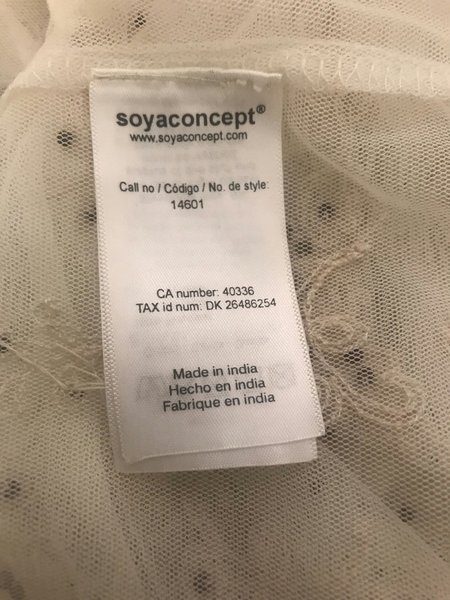 soyaconcept®
www.soyaconcept.com
Call no / Código / No. de style:
14601
CA number: 40336
TAX id num: DK 26486254
Made in india
Hecho en india
Fabrique en india